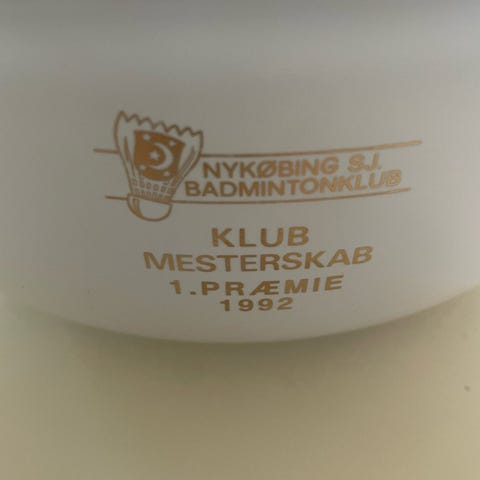 NYKØBING SJ.
BADMINTONKLUB
KLUB
MESTERSKAB
1.PRÆMIE
1992